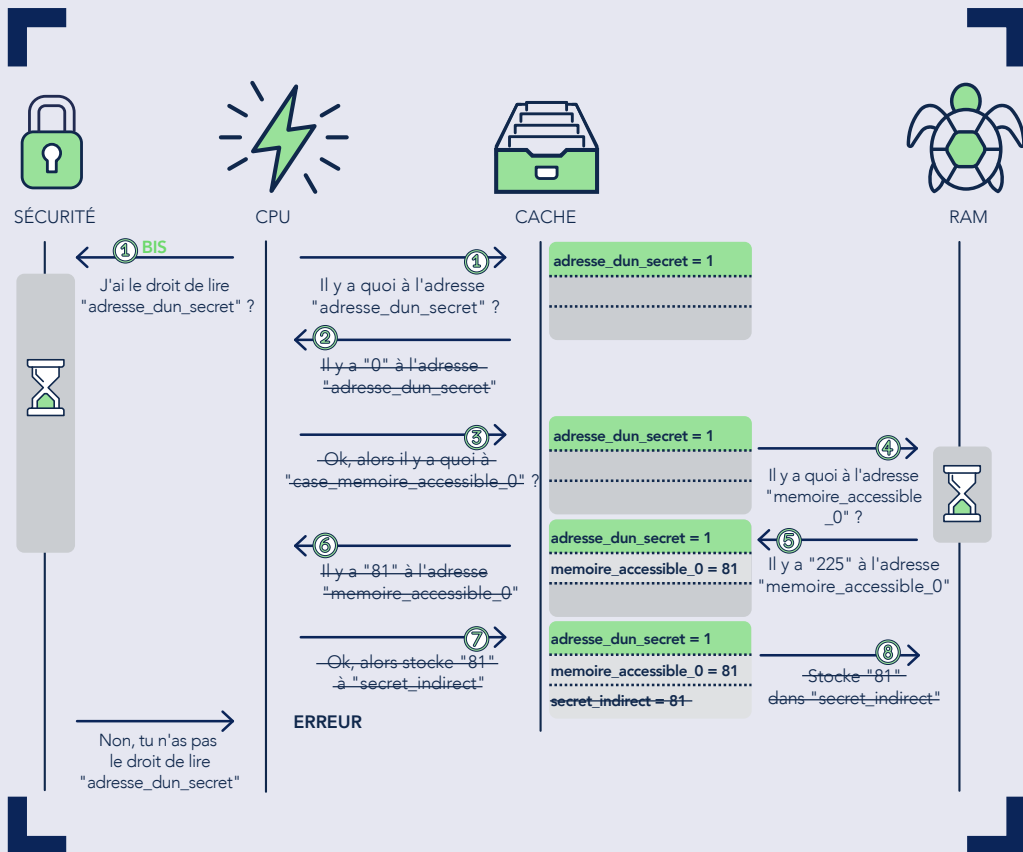 SÉCURITÉ
CPU
CACHE
RAM
1 BIS
J'ai le droit de lire
"adresse_dun_secret" ?
1
Il y a quoi à l'adresse
"adresse_dun_secret" ?
adresse_dun_secret = 1
2
Il y a "0" à l'adresse
"adresse_dun_secret"
3
Ok, alors il y a quoi à
"case_memoire_accessible_0" ?
adresse_dun_secret = 1
4
Il y a quoi à l'adresse
"memoire_accessible
_0" ?
6
Il y a "81" à l'adresse
"memoire_accessible_0"
adresse_dun_secret = 1
memoire_accessible_0 = 81
5
Il y a "225" à l'adresse
"memoire_accessible_0"
7
Ok, alors stocke "81"
à "secret_indirect"
adresse_dun_secret = 1
memoire_accessible_0 = 81
secret_indirect = 81
8
Stocke "81"
dans "secret_indirect"
Non, tu n'as pas
le droit de lire
"adresse_dun_secret"
ERREUR